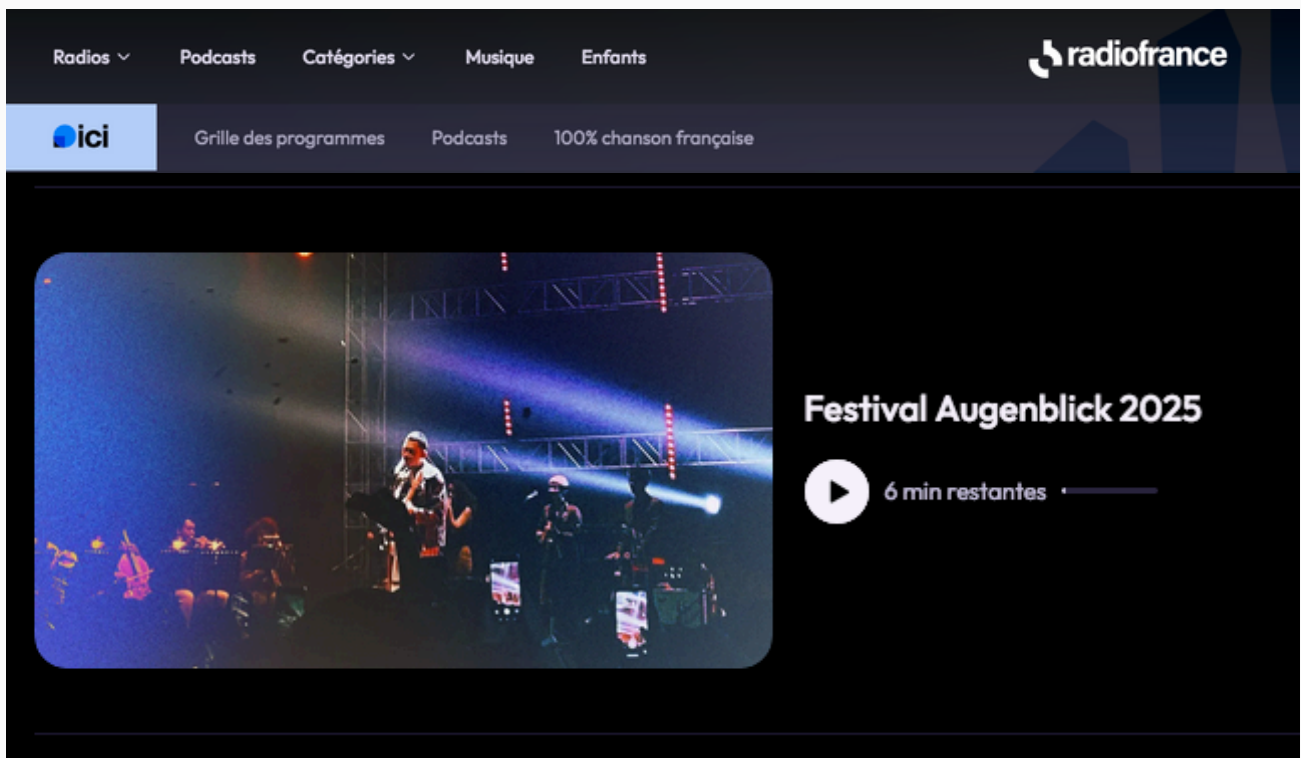 Radios Podcasts Catégories Musique Enfants radiofrance
ici Grille des programmes Podcasts 100% chanson française
Festival Augenblick 2025
6 min restantes